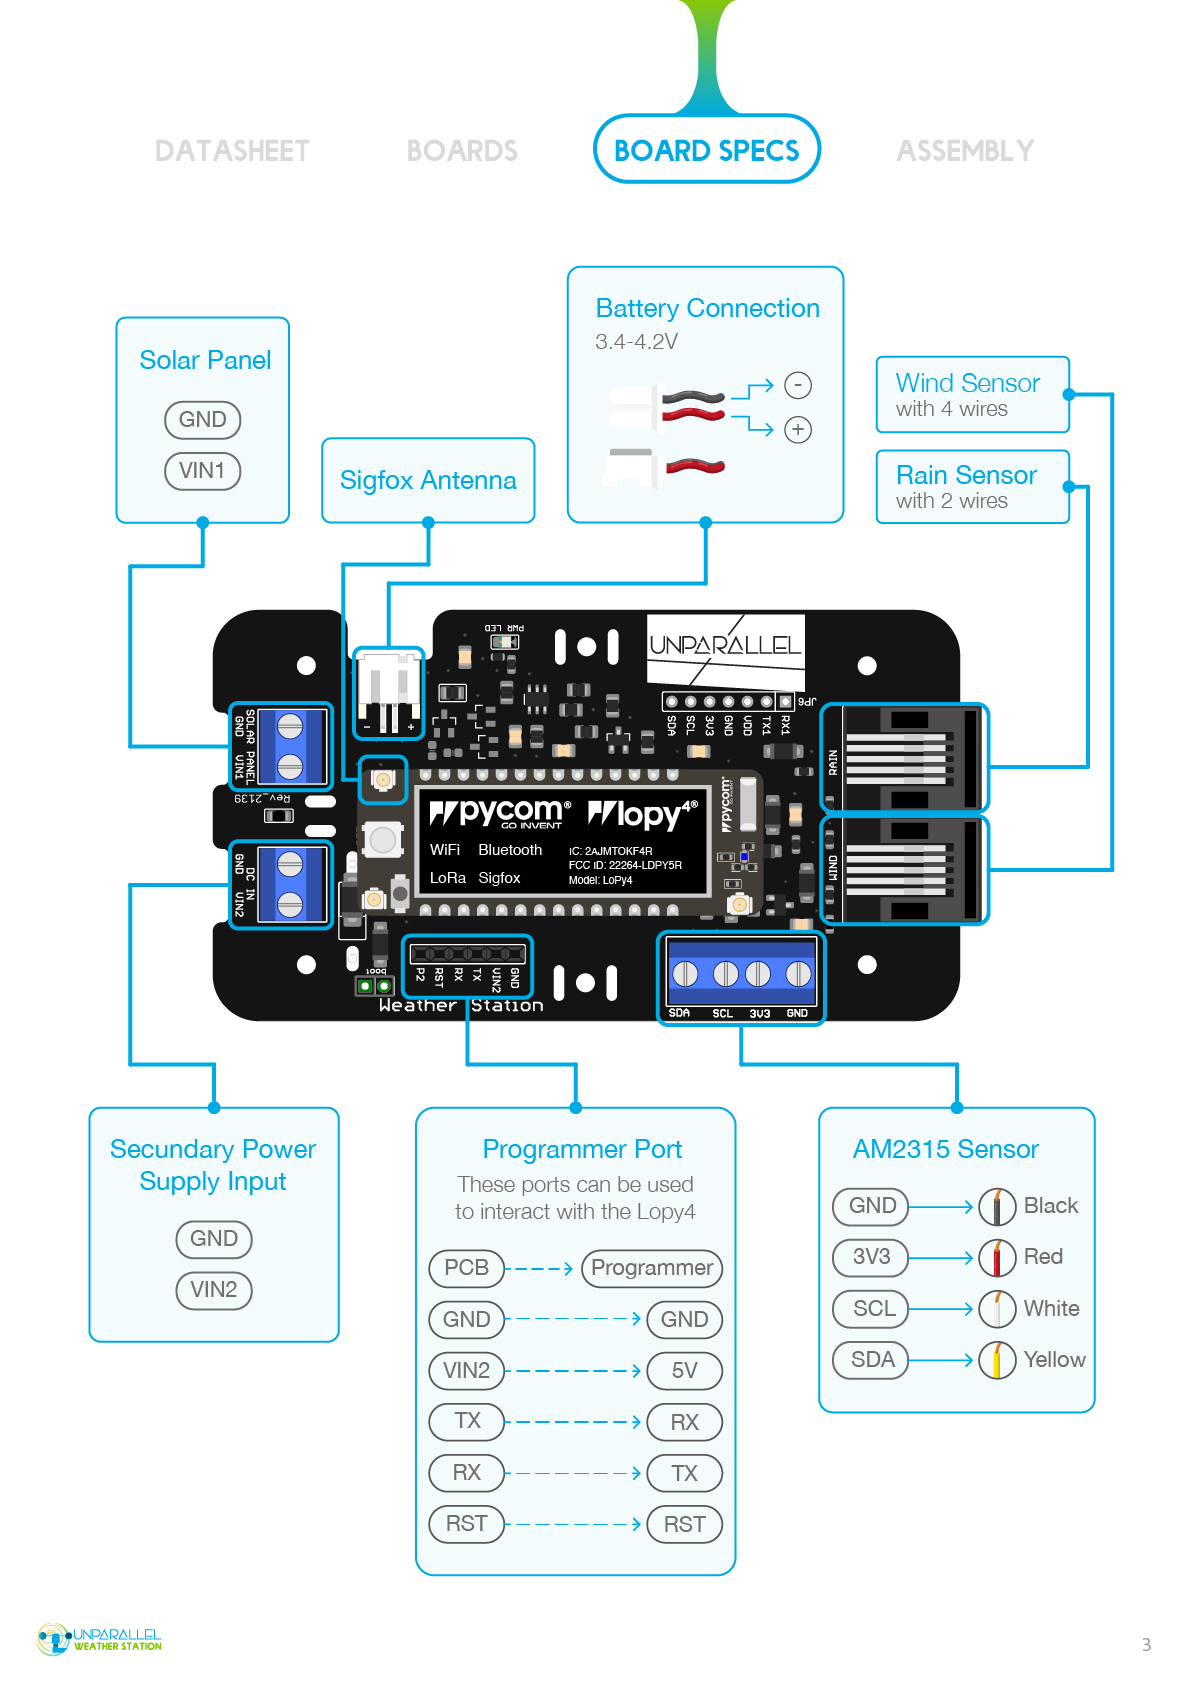 DATASHEET
BOARDS
BOARD SPECS
ASSEMBLY
Battery Connection
3.4-4.2V
-
+
Solar Panel
GND
VIN1
Sigfox Antenna
Wind Sensor
with 4 wires
Rain Sensor
with 2 wires
PWR LED
UNPARALLEL
JP6
SDA
SCL
3V3
GND
VDD
TX1
RX1
- +
SOLAR PANEL
GND VIN1
Rev_2139
DC IN
GND VIN2
RAIN
WIND
pycom®
GO INVENT
lopy4®
WiFi Bluetooth
LoRa Sigfox
IC: 2AJMTOKF4R
FCC ID: 22264-LDPY5R
Model: LoPy4
pycom®
GO INVENT
boot
P2
RST
RX
TX
VIN2
GND
Weather Station
SDA SCL 3V3 GND
Secundary Power
Supply Input
GND
VIN2
Programmer Port
These ports can be used
to interact with the Lopy4
PCB Programmer
GND GND
VIN2 5V
TX RX
RX TX
RST RST
AM2315 Sensor
GND Black
3V3 Red
SCL White
SDA Yellow
UNPARALLEL
WEATHER STATION
3